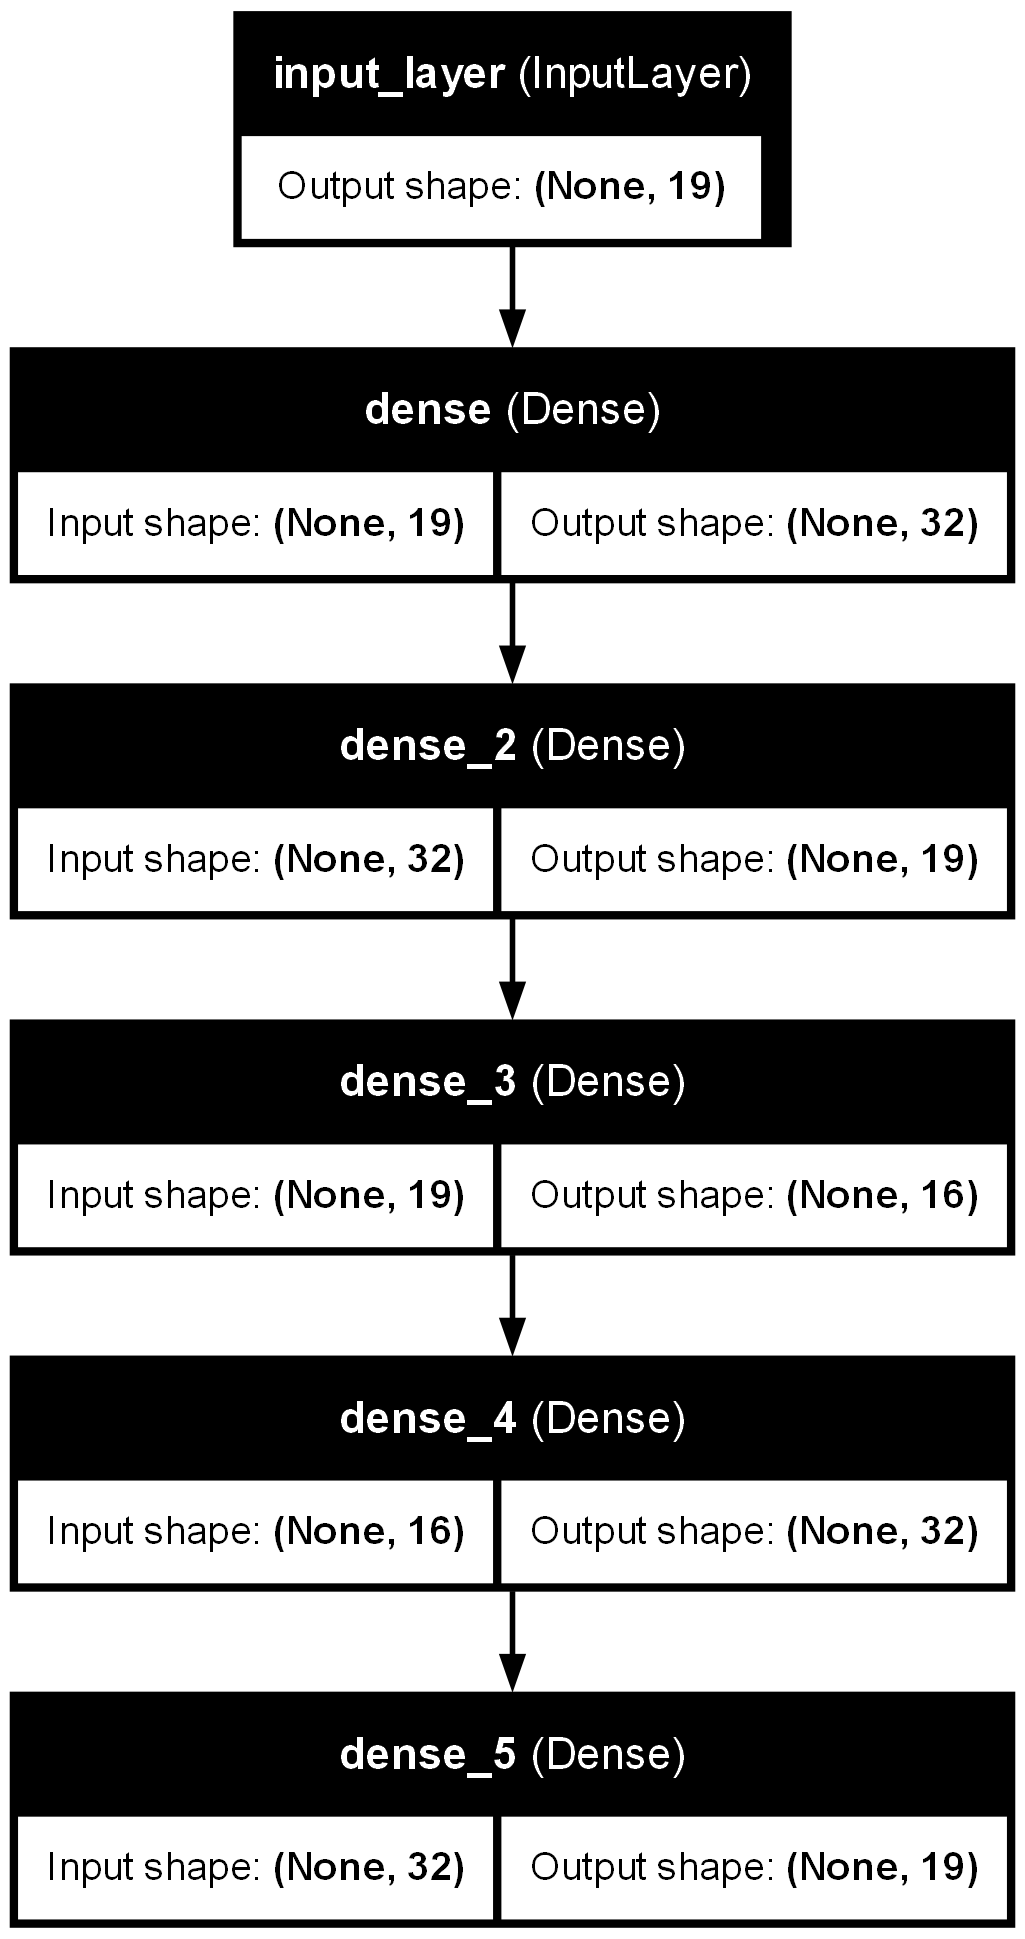 input_layer (InputLayer)
Output shape: (None, 19)
dense (Dense)
Input shape: (None, 19) Output shape: (None, 32)
dense_2 (Dense)
Input shape: (None, 32) Output shape: (None, 19)
dense_3 (Dense)
Input shape: (None, 19) Output shape: (None, 16)
dense_4 (Dense)
Input shape: (None, 16) Output shape: (None, 32)
dense_5 (Dense)
Input shape: (None, 32) Output shape: (None, 19)